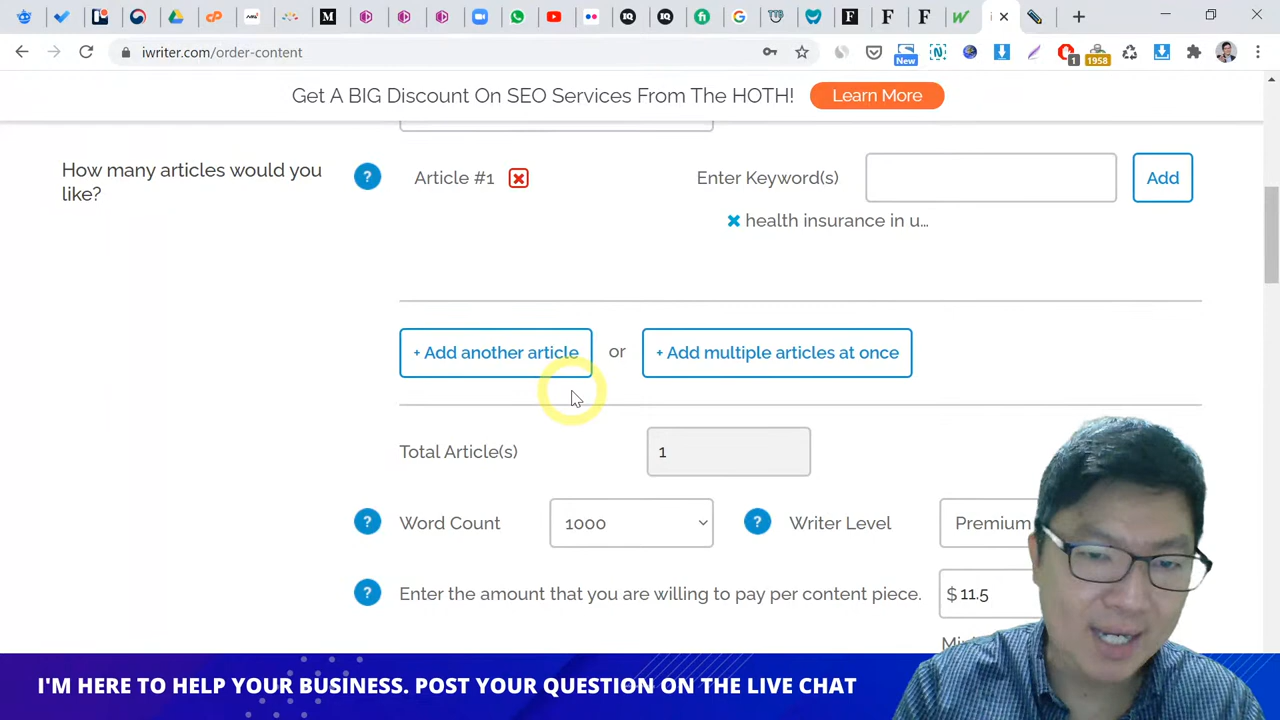 iwriter.com/order-content
New
1
1958
Get A BIG Discount On SEO Services From The HOTH!
Learn More
How many articles would you like?
Article #1
Enter Keyword(s)
Add
health insurance in u...
+ Add another article
or
+ Add multiple articles at once
Total Article(s)
1
Word Count
1000
Writer Level
Premium
Enter the amount that you are willing to pay per content piece.
$ 11.5
I'M HERE TO HELP YOUR BUSINESS. POST YOUR QUESTION ON THE LIVE CHAT